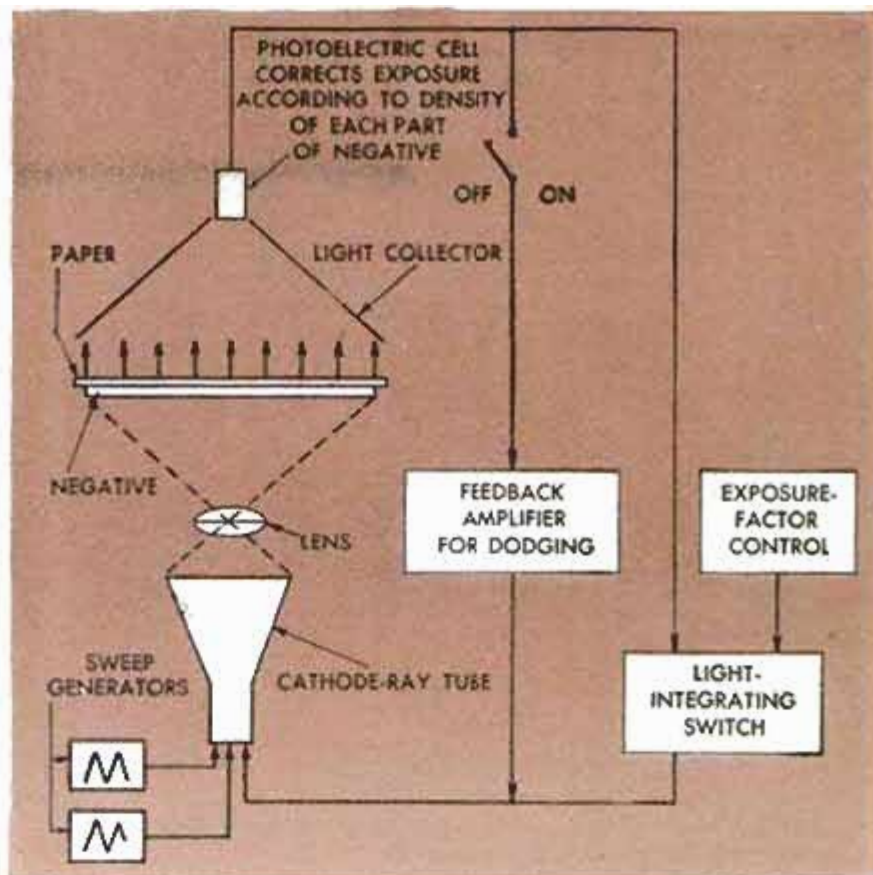 PHOTOELECTRIC CELL
CORRECTS EXPOSURE
ACCORDING TO DENSITY
OF EACH PART
OF NEGATIVE
OFF ON
PAPER
LIGHT COLLECTOR
NEGATIVE
LENS
FEEDBACK
AMPLIFIER
FOR DODGING
EXPOSURE-
FACTOR
CONTROL
SWEEP
GENERATORS
CATHODE-RAY TUBE
LIGHT-
INTEGRATING
SWITCH